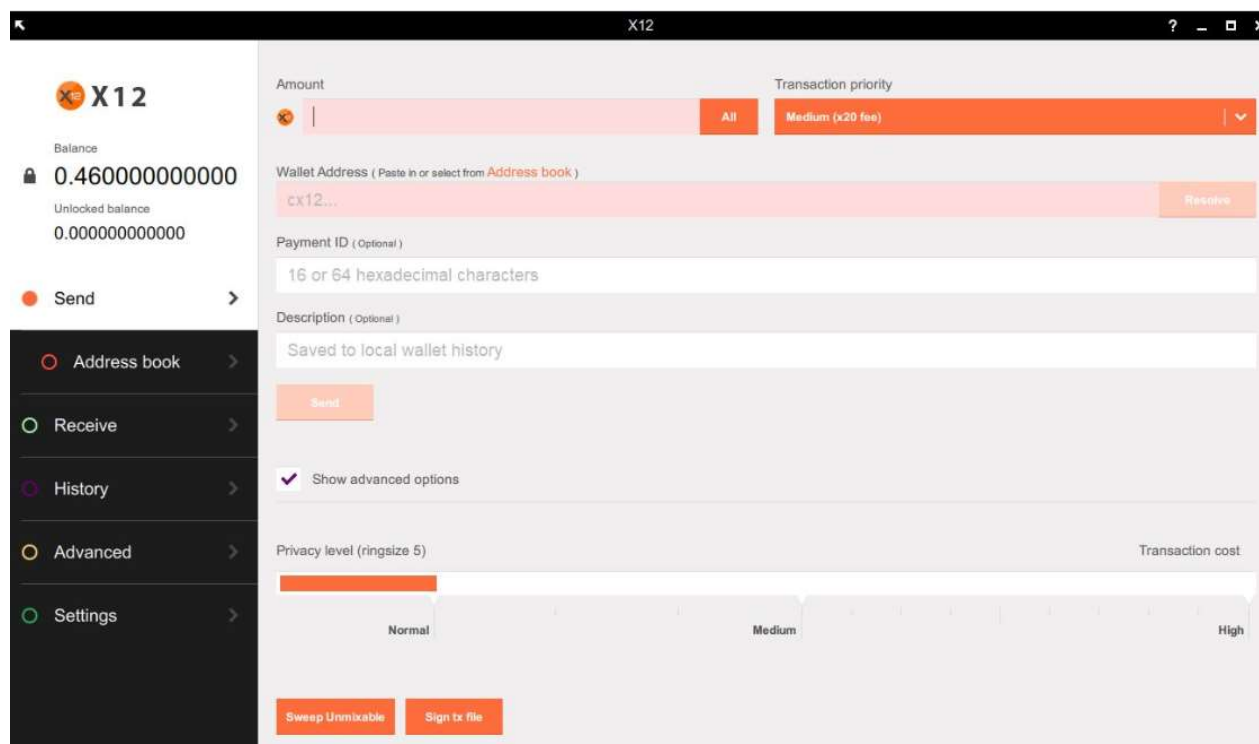 X12
?
X12
X12
Balance
0.460000000000
Unlocked balance
0.000000000000
Send
Address book
Receive
History
Advanced
Settings
Amount
All
Transaction priority
Medium (x20 fee)
Wallet Address ( Paste in or select from Address book )
cx12...
Resolve
Payment ID ( Optional )
16 or 64 hexadecimal characters
Description ( Optional )
Saved to local wallet history
Send
Show advanced options
Privacy level (ringsize 5)
Transaction cost
Normal
Medium
High
Sweep Unmixable
Sign tx file